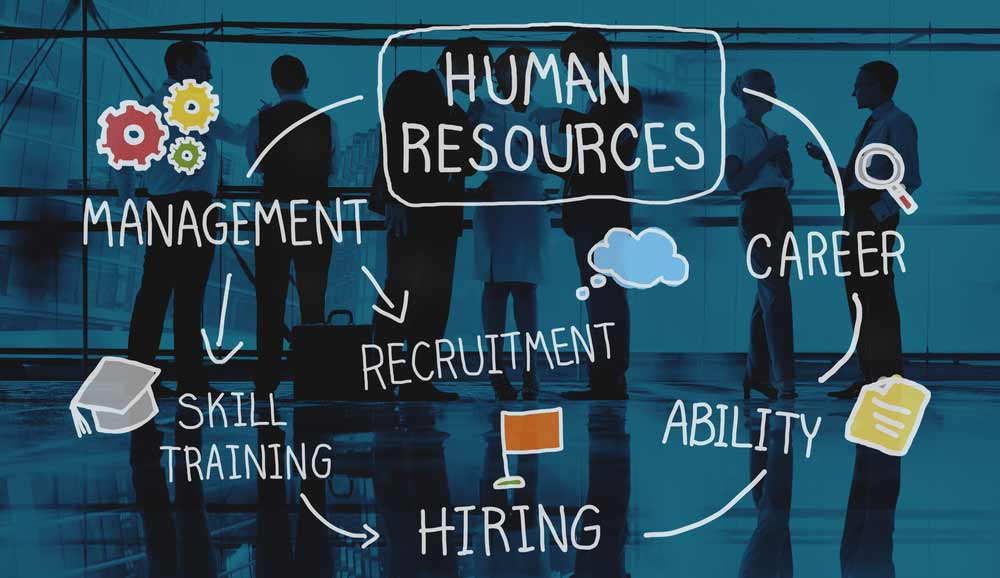 HUMAN
RESOURCES
MANAGEMENT
CAREER
RECRUITMENT
SKILL
TRAINING
ABILITY
HIRING